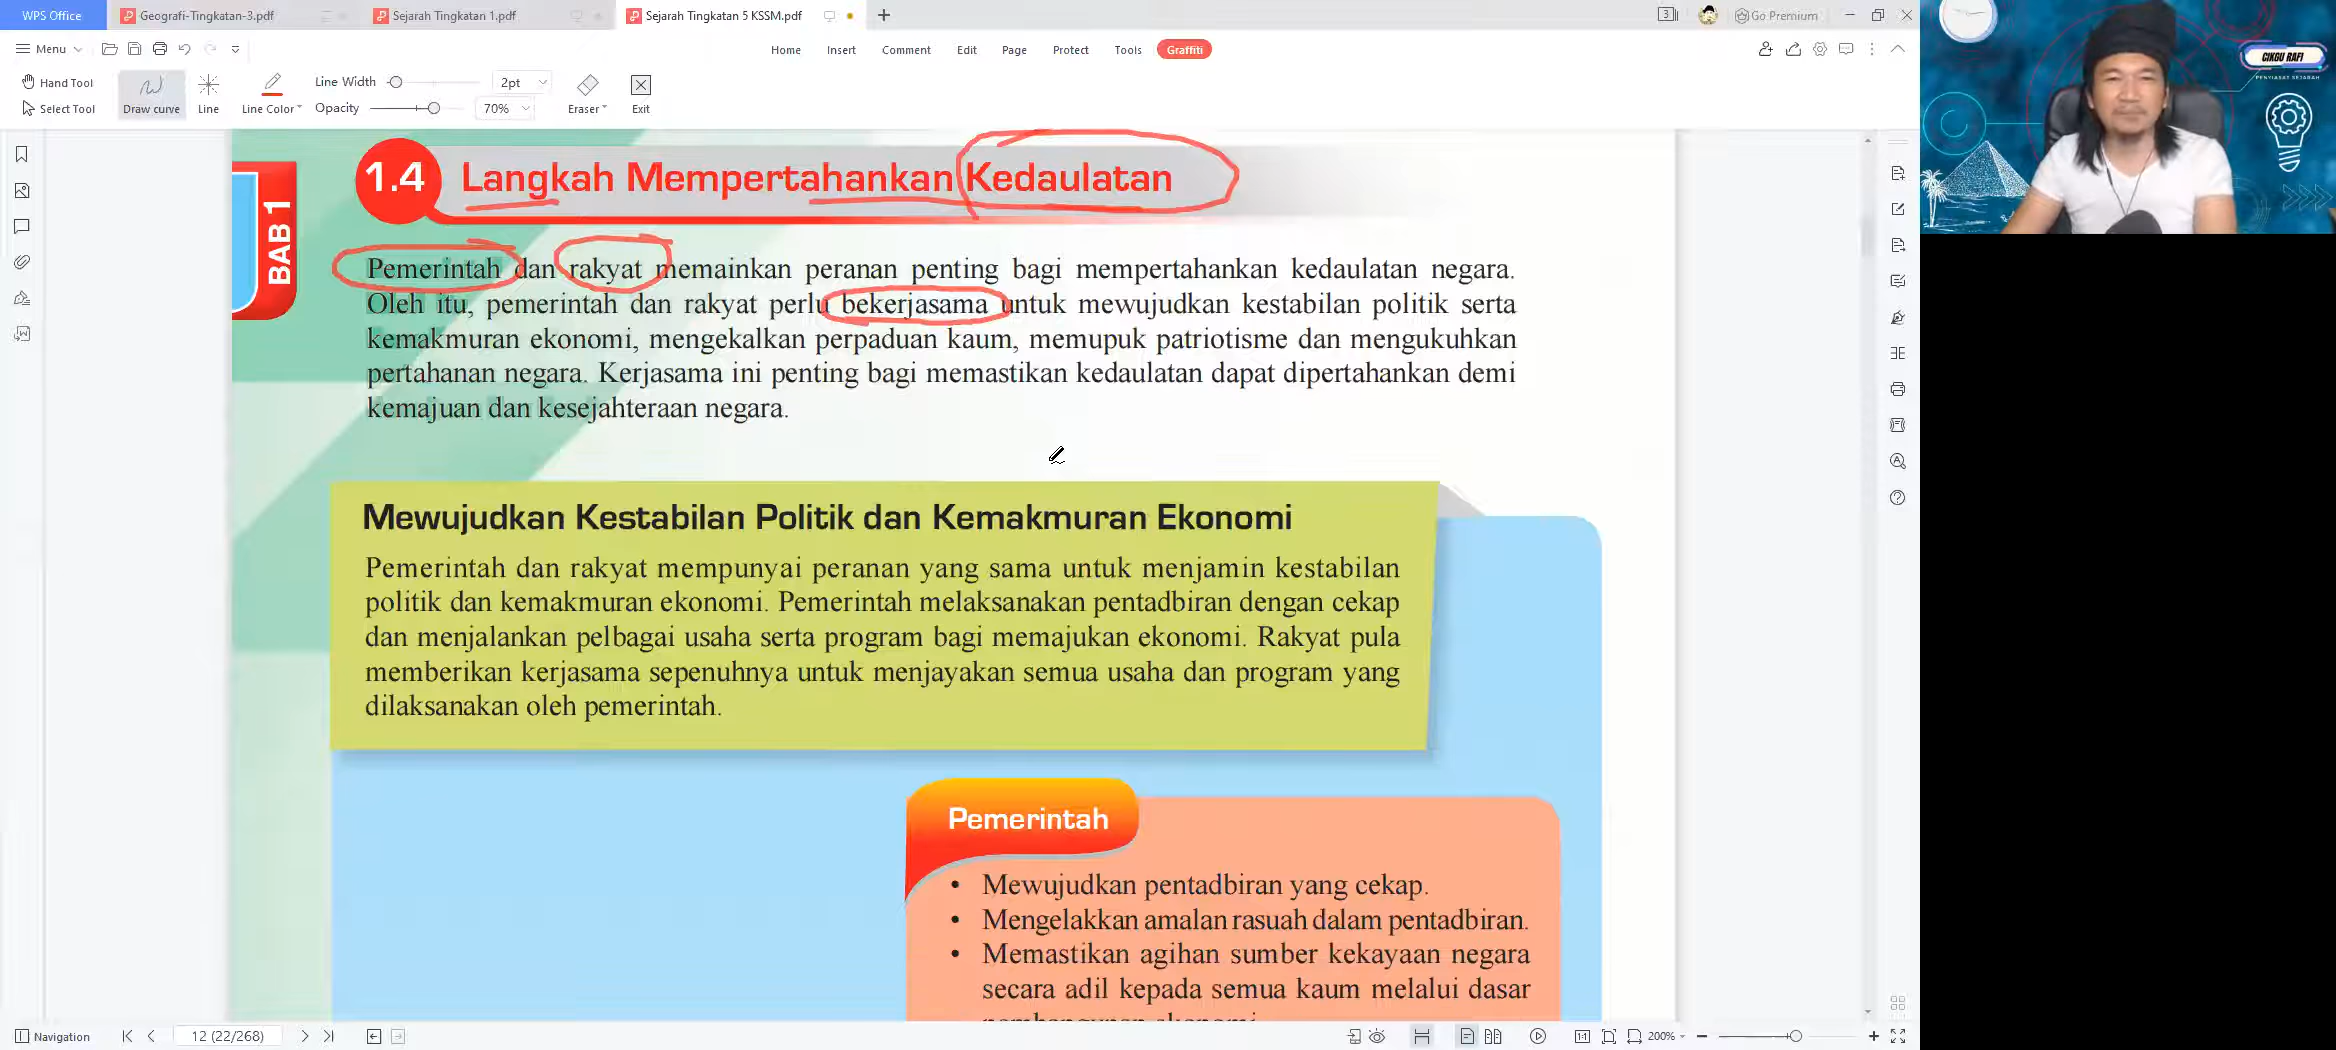 WPS Office
Geografi-Tingkatan-3.pdf
Sejarah Tingkatan 1.pdf
Sejarah Tingkatan 5 KSSM.pdf
Go Premium
Menu
Home Insert Comment Edit Page Protect Tools Graffiti
Hand Tool
Select Tool
Draw curve
Line
Line Color
Line Width 2pt
Opacity 70%
Eraser
Exit
CIKGU RAFI
PENYIASAT SEJARAH
BAB 1
1.4 Langkah Mempertahankan Kedaulatan
Pemerintah dan rakyat memainkan peranan penting bagi mempertahankan kedaulatan negara.
Oleh itu, pemerintah dan rakyat perlu bekerjasama untuk mewujudkan kestabilan politik serta
kemakmuran ekonomi, mengekalkan perpaduan kaum, memupuk patriotisme dan mengukuhkan
pertahanan negara. Kerjasama ini penting bagi memastikan kedaulatan dapat dipertahankan demi
kemajuan dan kesejahteraan negara.
Mewujudkan Kestabilan Politik dan Kemakmuran Ekonomi
Pemerintah dan rakyat mempunyai peranan yang sama untuk menjamin kestabilan
politik dan kemakmuran ekonomi. Pemerintah melaksanakan pentadbiran dengan cekap
dan menjalankan pelbagai usaha serta program bagi memajukan ekonomi. Rakyat pula
memberikan kerjasama sepenuhnya untuk menjayakan semua usaha dan program yang
dilaksanakan oleh pemerintah.
Pemerintah
• Mewujudkan pentadbiran yang cekap.
• Mengelakkan amalan rasuah dalam pentadbiran.
• Memastikan agihan sumber kekayaan negara
secara adil kepada semua kaum melalui dasar
Navigation
12 (22/268)
200%